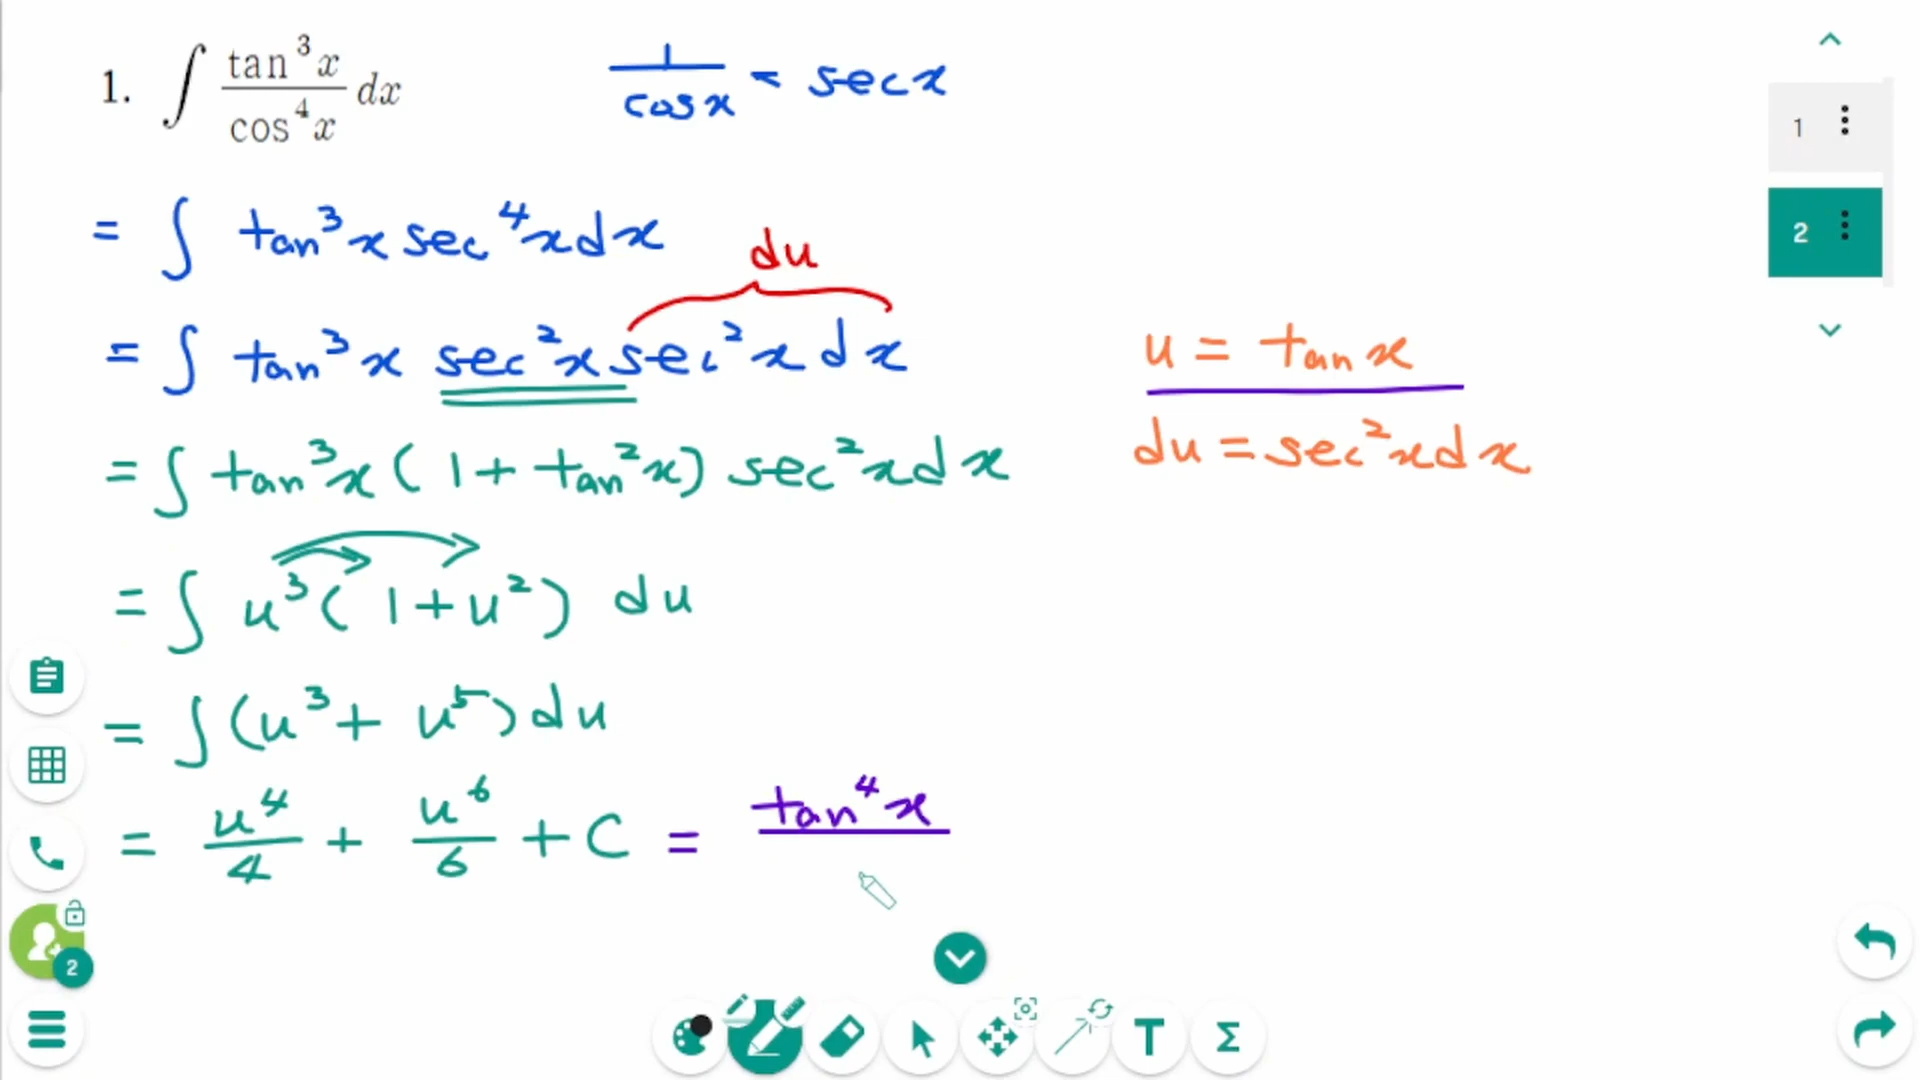 1. ∫ tan³x / cos⁴x dx
1 / cos x = sec x
= ∫ tan³x sec⁴x dx
du
= ∫ tan³x sec²x sec²x dx
u = tan x
du = sec²x dx
= ∫ tan³x (1 + tan²x) sec²x dx
= ∫ u³(1 + u²) du
= ∫ (u³ + u⁵) du
= u⁴/4 + u⁶/6 + C = tan⁴x
1
2
2
T
Σ